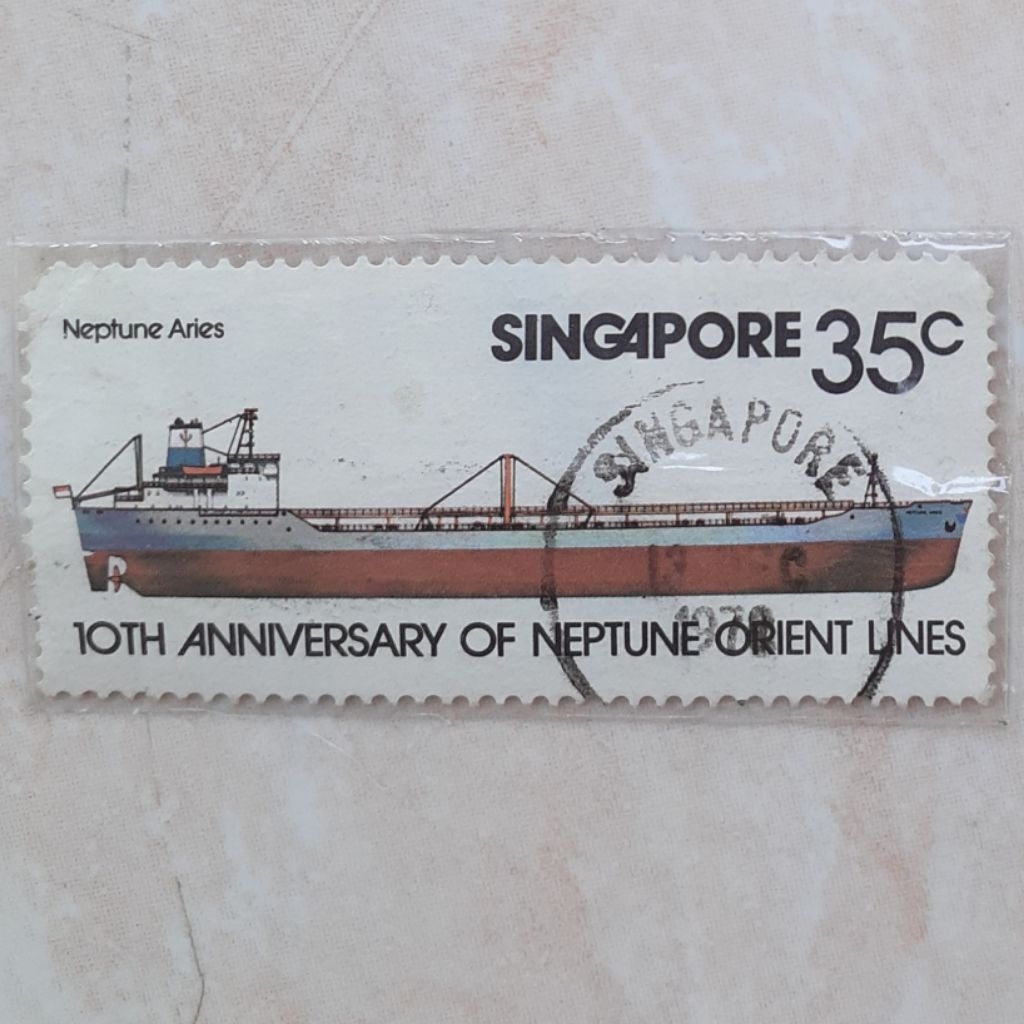 Neptune Aries
SINGAPORE 35c
SINGAPORE
10TH ANNIVERSARY OF NEPTUNE ORIENT LINES